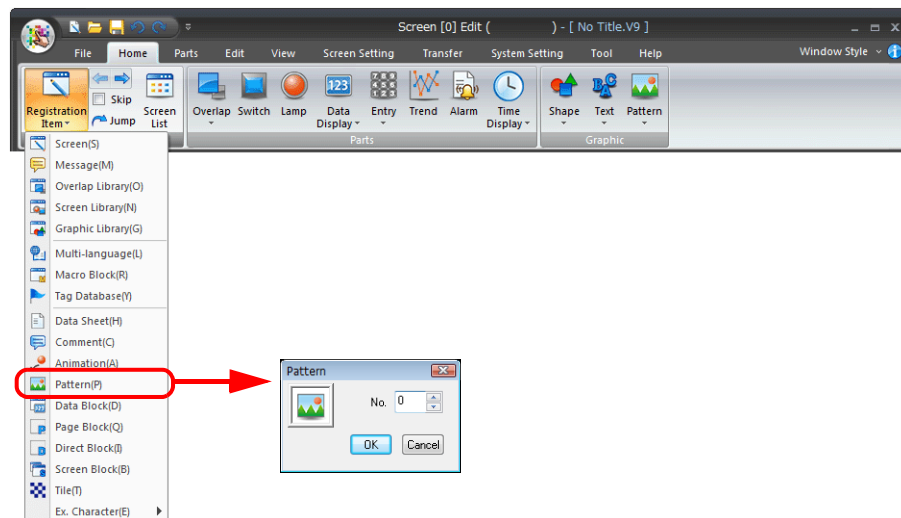 Screen [0] Edit ( ) - [ No Title.V9 ]
File Home Parts Edit View Screen Setting Transfer System Setting Tool Help Window Style
Registration Item
Skip
Jump
Screen List
Overlap Switch Lamp Data Display Entry Trend Alarm Time Display Shape Text Pattern
123
Parts Graphic
Screen(S)
Message(M)
Overlap Library(O)
Screen Library(N)
Graphic Library(G)
Multi-language(L)
Macro Block(R)
Tag Database(Y)
Data Sheet(H)
Comment(C)
Animation(A)
Pattern(P)
Data Block(D)
Page Block(Q)
Direct Block(I)
Screen Block(B)
Tile(T)
Ex. Character(E)
Pattern
No. 0
OK Cancel